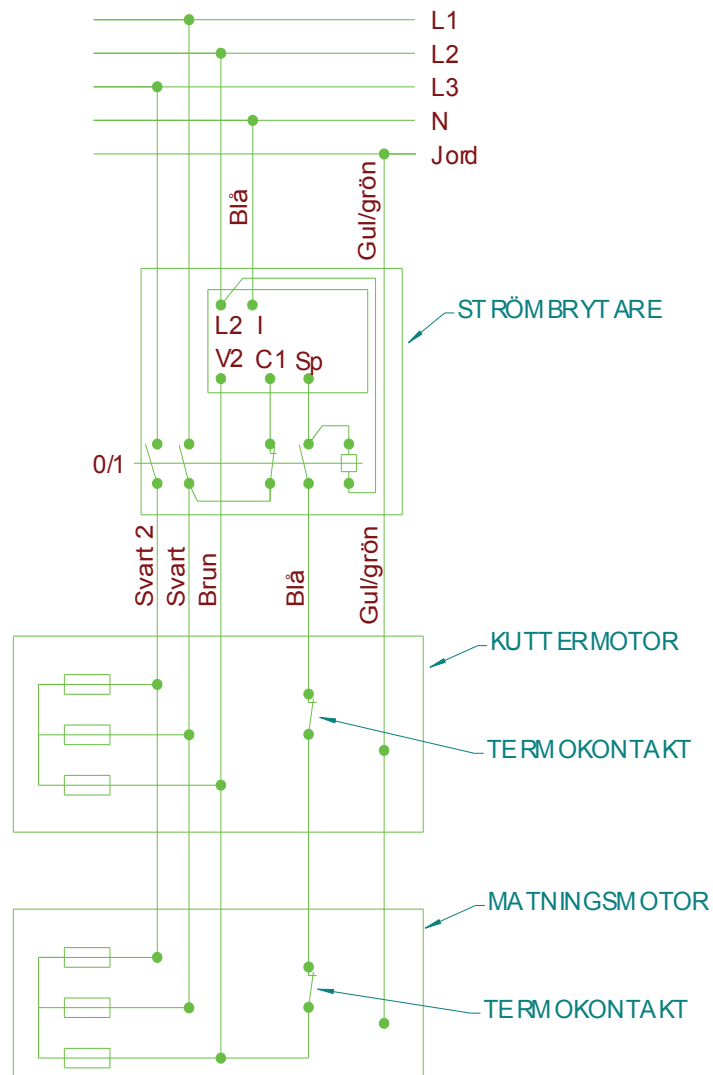 L1
L2
L3
N
Jord
Blå
Gul/grön
STRÖMBRYTARE
L2 I
V2 C1 Sp
0/1
Svart 2
Svart
Brun
Blå
Gul/grön
KUTTERMOTOR
TERMOKONTAKT
MATNINGSMOTOR
TERMOKONTAKT